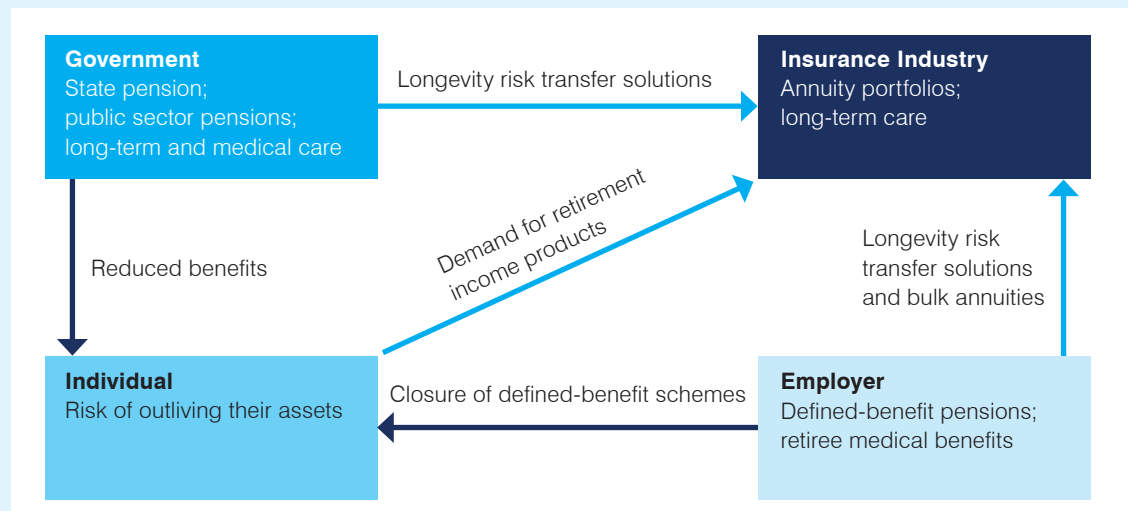 Government
State pension;
public sector pensions;
long-term and medical care
Longevity risk transfer solutions
Insurance Industry
Annuity portfolios;
long-term care
Reduced benefits
Demand for retirement
income products
Longevity risk
transfer solutions
and bulk annuities
Individual
Risk of outliving their assets
Closure of defined-benefit schemes
Employer
Defined-benefit pensions;
retiree medical benefits